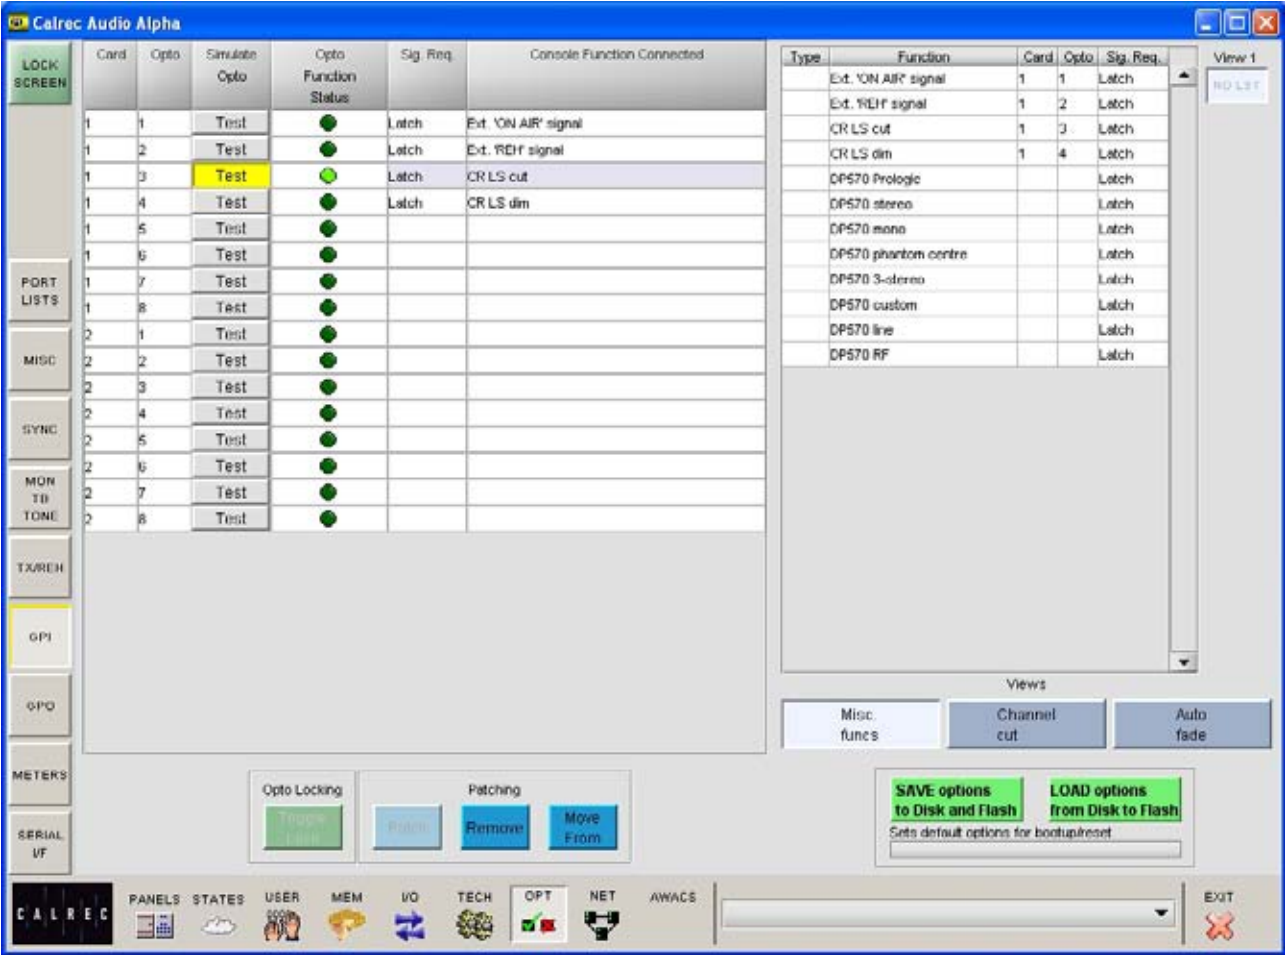 Calrec Audio Alpha
LOCK SCREEN
Card Opto Simulate Opto Opto Function Status Sig. Req. Console Function Connected
1 1 Test Latch Ext. 'ON AIR' signal
1 2 Test Latch Ext. 'REH' signal
1 3 Test Latch CR LS cut
1 4 Test Latch CR LS dim
1 5 Test
1 6 Test
1 7 Test
1 8 Test
2 1 Test
2 2 Test
2 3 Test
2 4 Test
2 5 Test
2 6 Test
2 7 Test
2 8 Test
Type Function Card Opto Sig. Req.
Ext. 'ON AIR' signal 1 1 Latch
Ext. 'REH' signal 1 2 Latch
CR LS cut 1 3 Latch
CR LS dim 1 4 Latch
DP570 Prologic Latch
DP570 stereo Latch
DP570 mono Latch
DP570 phantom centre Latch
DP570 3-stereo Latch
DP570 custom Latch
DP570 line Latch
DP570 RF Latch
View 1
NO LST
PORT LISTS
MISC
SYNC
MON TB TONE
TX/REH
GPI
GPO
METERS
SERIAL I/F
Views
Misc. funcs
Channel cut
Auto fade
Opto Locking
Toggle Lock
Patching
Patch
Remove
Move From
SAVE options to Disk and Flash
LOAD options from Disk to Flash
Sets default options for bootup/reset
CALREC
PANELS STATES USER MEM I/O TECH OPT NET AWACS
EXIT